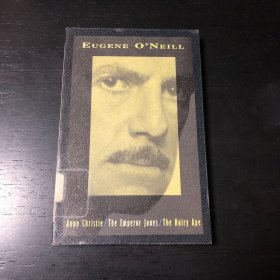 EUGENE O'NEILL
Anna Christie / The Emperor Jones / The Hairy Ape